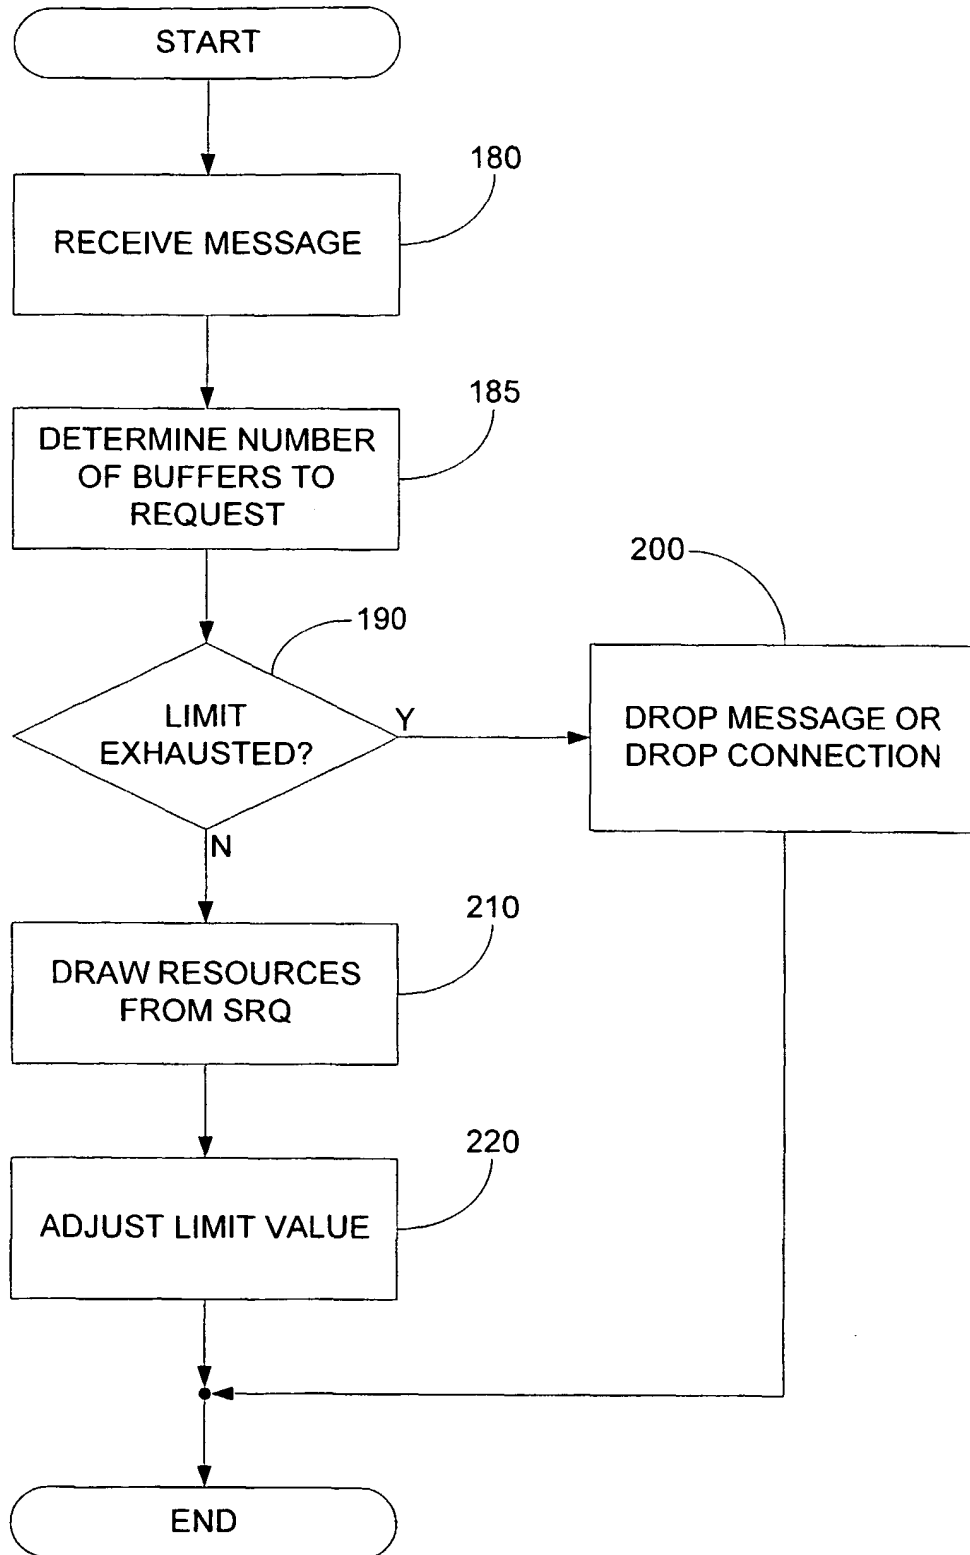 START
180
RECEIVE MESSAGE
185
DETERMINE NUMBER
OF BUFFERS TO
REQUEST
200
190
LIMIT
EXHAUSTED?
Y
DROP MESSAGE OR
DROP CONNECTION
N
210
DRAW RESOURCES
FROM SRQ
220
ADJUST LIMIT VALUE
END